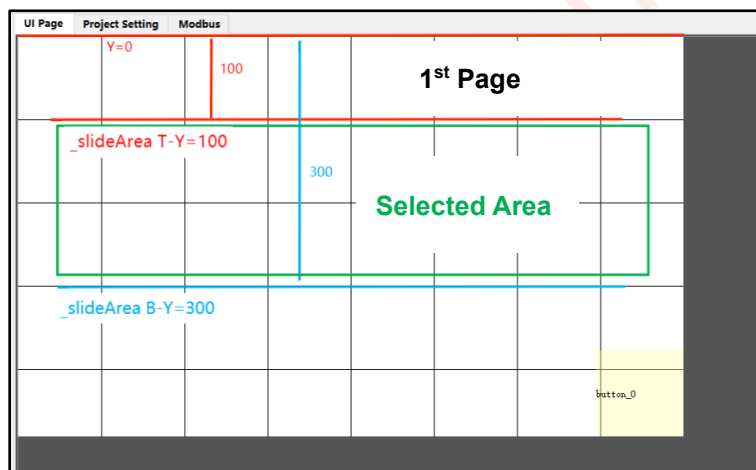 UI Page Project Setting Modbus
Y=0
100
1st Page
_slideArea T-Y=100
300
Selected Area
_slideArea B-Y=300
button_0